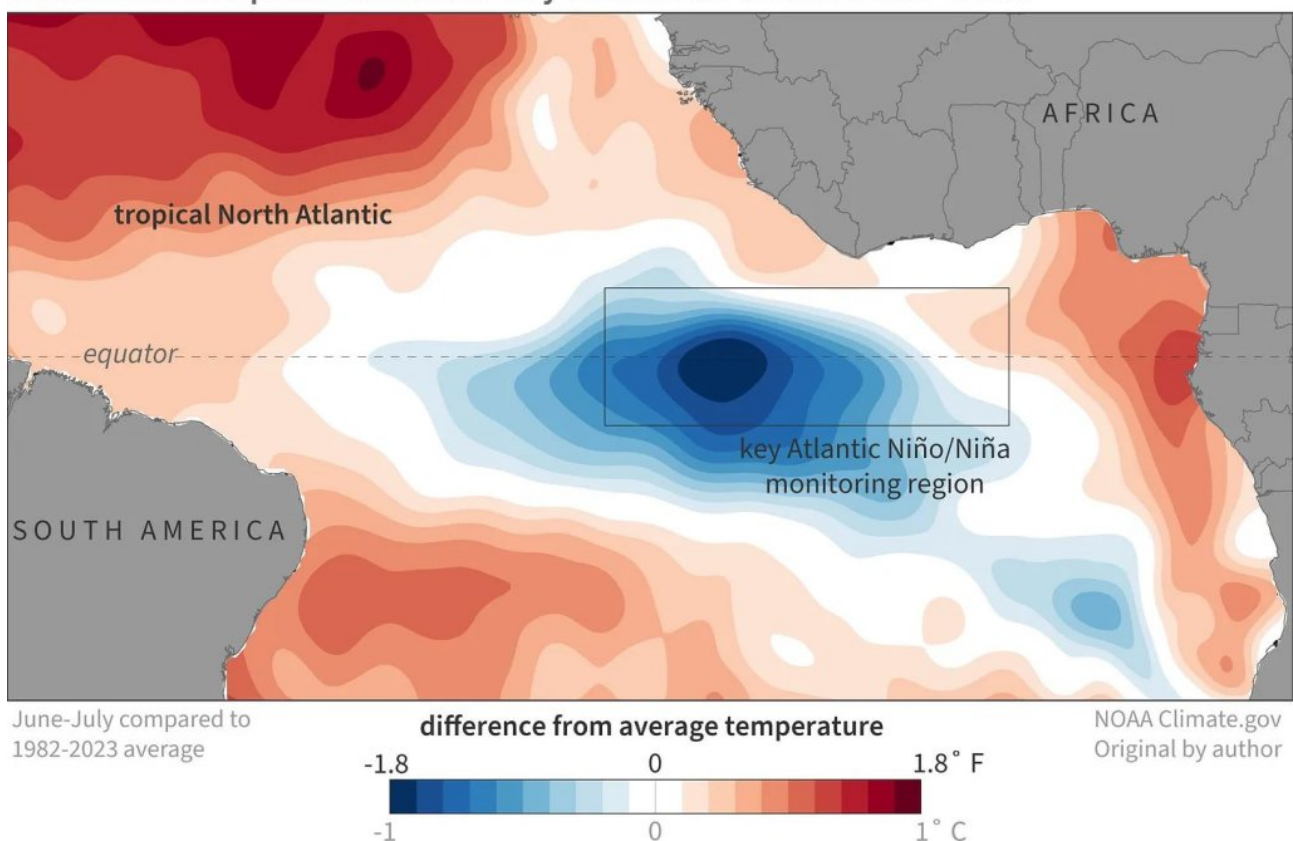 AFRICA
tropical North Atlantic
equator
key Atlantic Niño/Niña
monitoring region
SOUTH AMERICA
June-July compared to
1982-2023 average
difference from average temperature
NOAA Climate.gov
Original by author
-1.8 0 1.8° F
-1 0 1° C